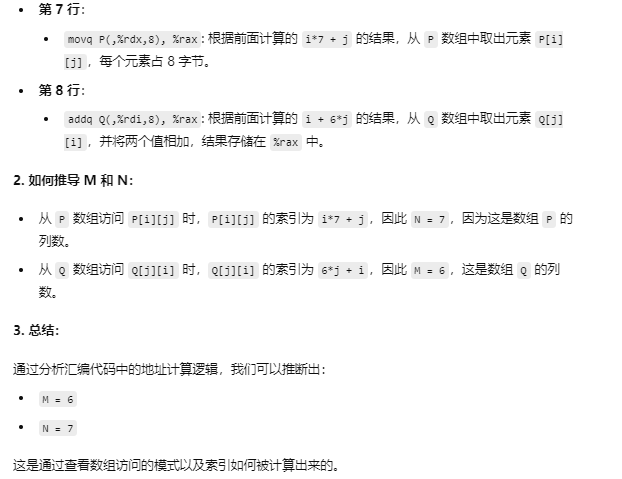 第 7 行：
movq P(,%rdx,8), %rax：根据前面计算的 i*7 + j 的结果，从 P 数组中取出元素 P[i]
[j]，每个元素占 8 字节。
第 8 行：
addq Q(,%rdi,8), %rax：根据前面计算的 i + 6*j 的结果，从 Q 数组中取出元素 Q[j]
[i]，并将两个值相加，结果存储在 %rax 中。
2. 如何推导 M 和 N：
从 P 数组访问 P[i][j] 时，P[i][j] 的索引为 i*7 + j，因此 N = 7，因为这是数组 P 的
列数。
从 Q 数组访问 Q[j][i] 时，Q[j][i] 的索引为 6*j + i，因此 M = 6，这是数组 Q 的列
数。
3. 总结：
通过分析汇编代码中的地址计算逻辑，我们可以推断出：
M = 6
N = 7
这是通过查看数组访问的模式以及索引如何被计算出来的。